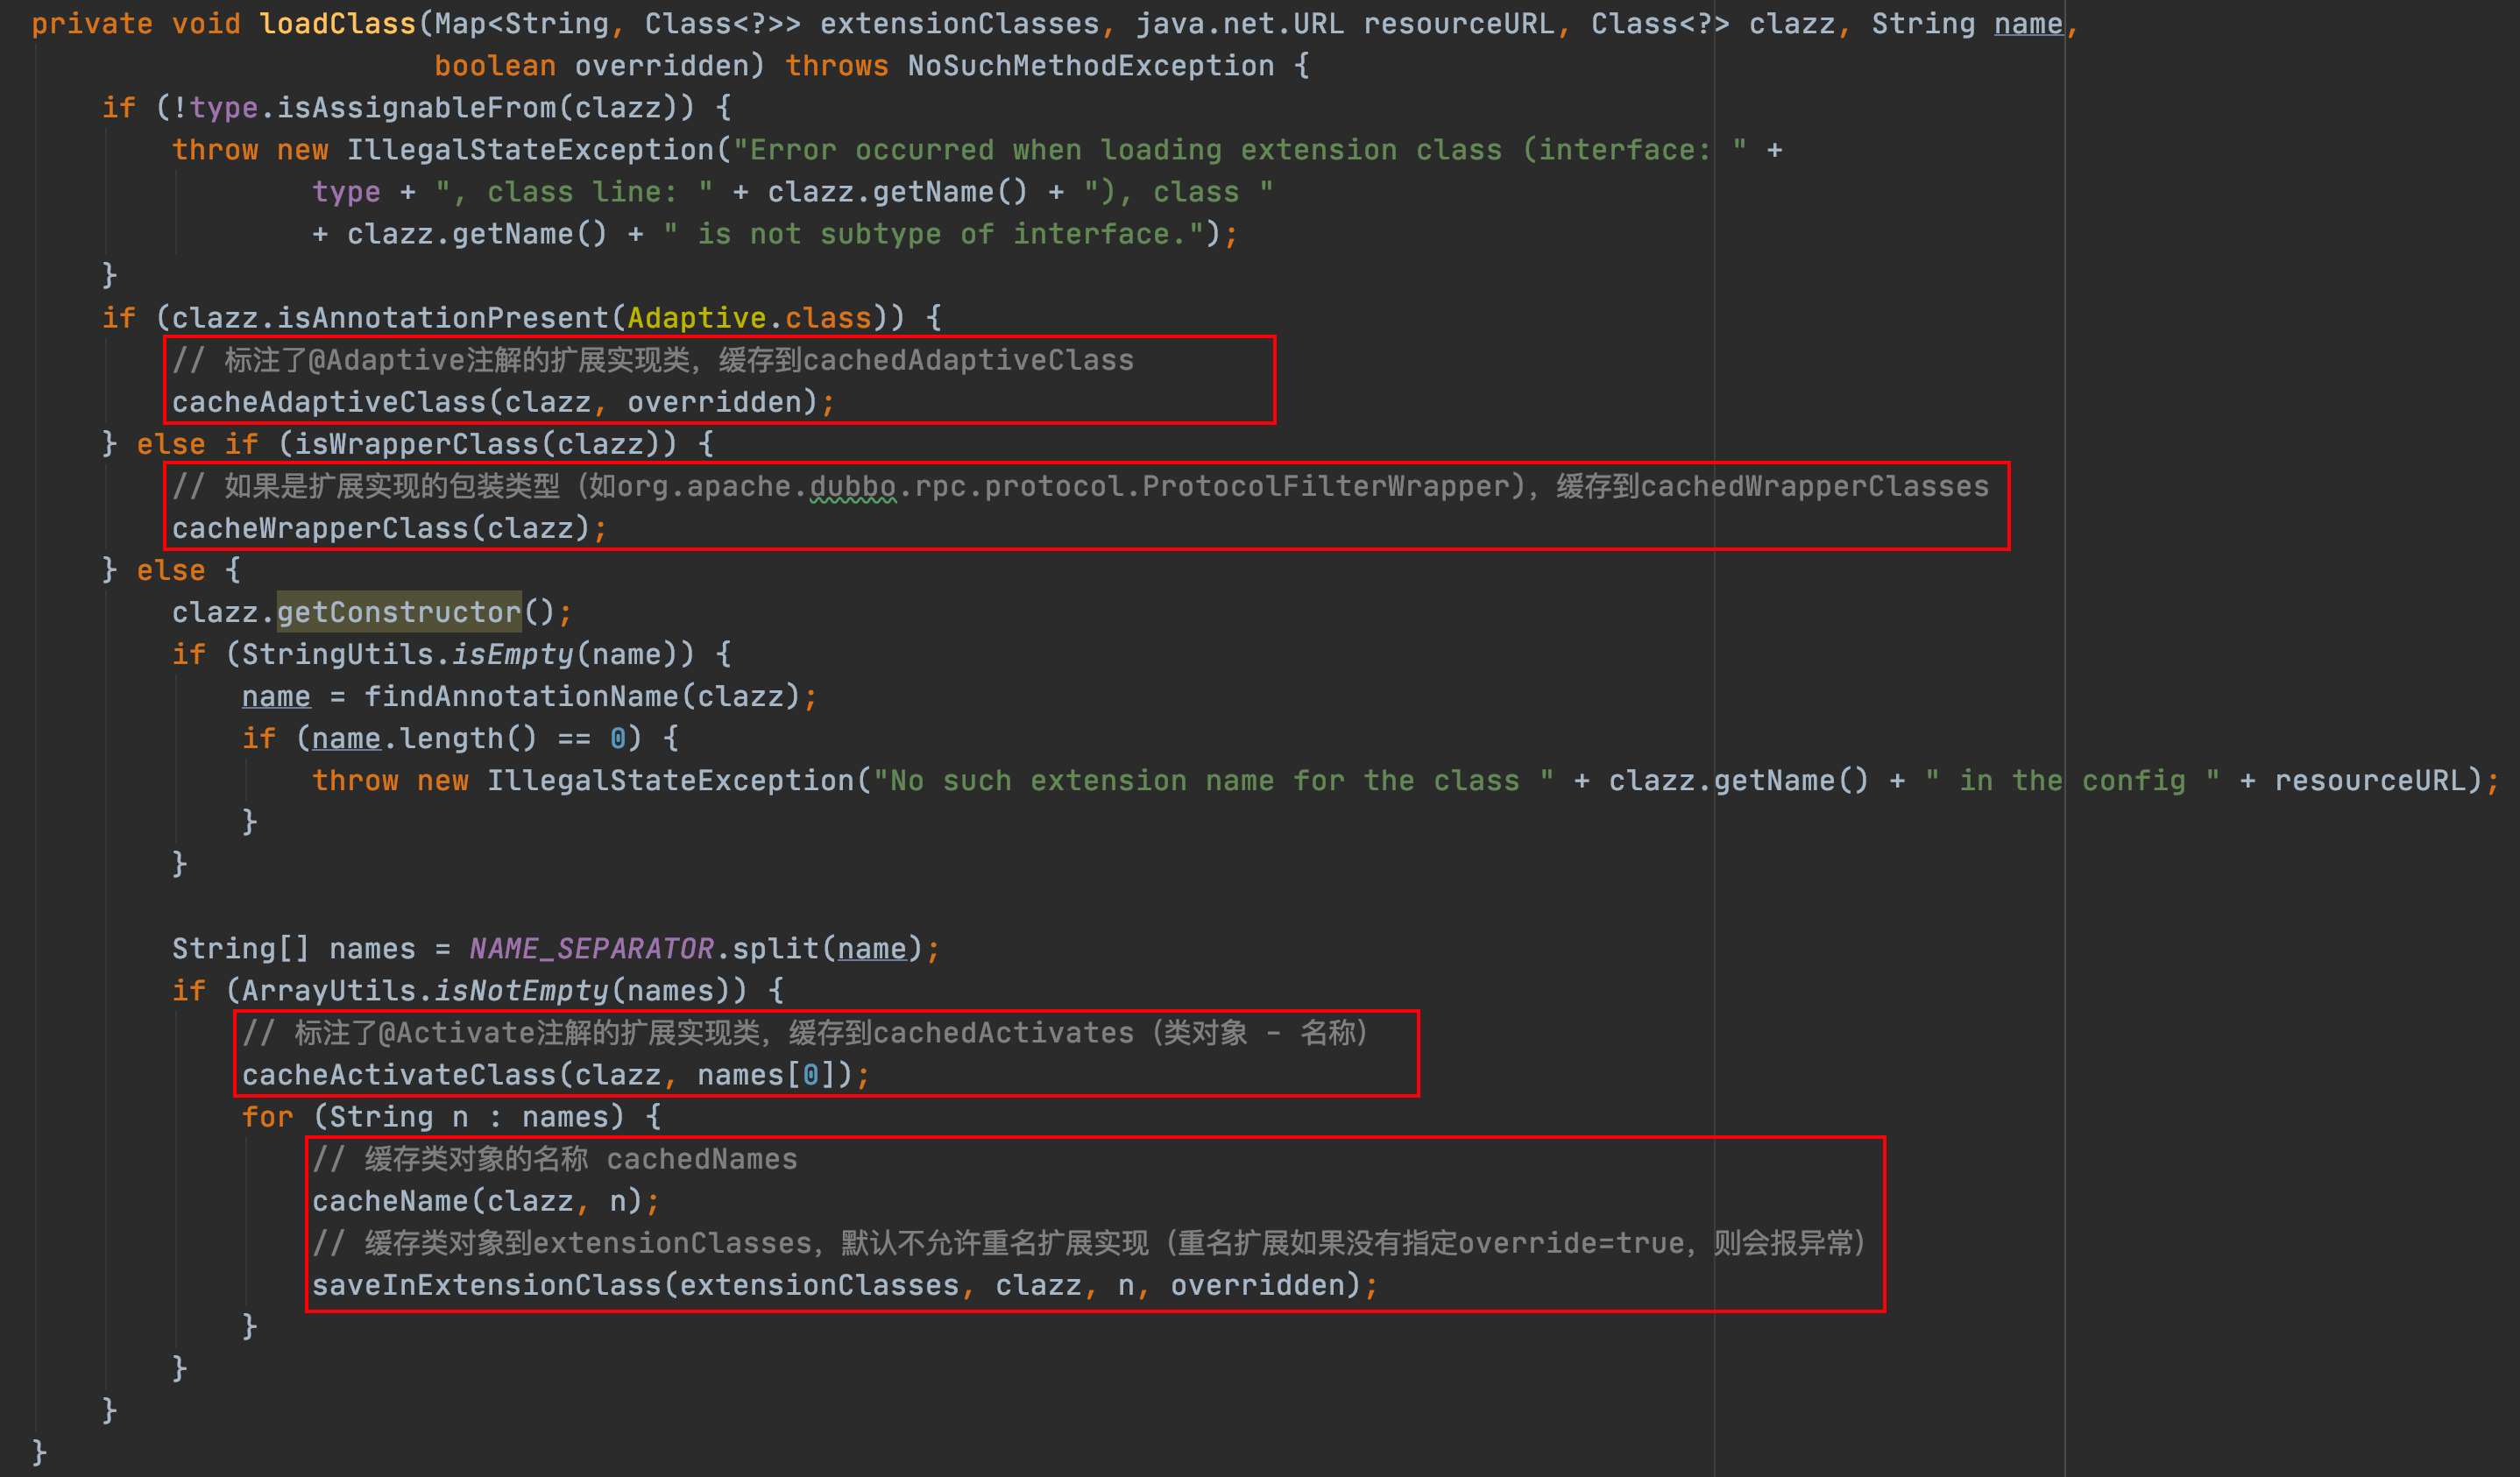 private void loadClass(Map<String, Class<?>> extensionClasses, java.net.URL resourceURL, Class<?> clazz, String name,
boolean overridden) throws NoSuchMethodException {
if (!type.isAssignableFrom(clazz)) {
throw new IllegalStateException("Error occurred when loading extension class (interface: " +
type + ", class line: " + clazz.getName() + "), class "
+ clazz.getName() + " is not subtype of interface.");
}
if (clazz.isAnnotationPresent(Adaptive.class)) {
// 标注了@Adaptive注解的扩展实现类，缓存到cachedAdaptiveClass
cacheAdaptiveClass(clazz, overridden);
} else if (isWrapperClass(clazz)) {
// 如果是扩展实现的包装类型（如org.apache.dubbo.rpc.protocol.ProtocolFilterWrapper），缓存到cachedWrapperClasses
cacheWrapperClass(clazz);
} else {
clazz.getConstructor();
if (StringUtils.isEmpty(name)) {
name = findAnnotationName(clazz);
if (name.length() == 0) {
throw new IllegalStateException("No such extension name for the class " + clazz.getName() + " in the config " + resourceURL);
}
}
String[] names = NAME_SEPARATOR.split(name);
if (ArrayUtils.isNotEmpty(names)) {
// 标注了@Activate注解的扩展实现类，缓存到cachedActivates（类对象 - 名称）
cacheActivateClass(clazz, names[0]);
for (String n : names) {
// 缓存类对象的名称 cachedNames
cacheName(clazz, n);
// 缓存类对象到extensionClasses，默认不允许重名扩展实现（重名扩展如果没有指定override=true，则会报异常）
saveInExtensionClass(extensionClasses, clazz, n, overridden);
}
}
}
}